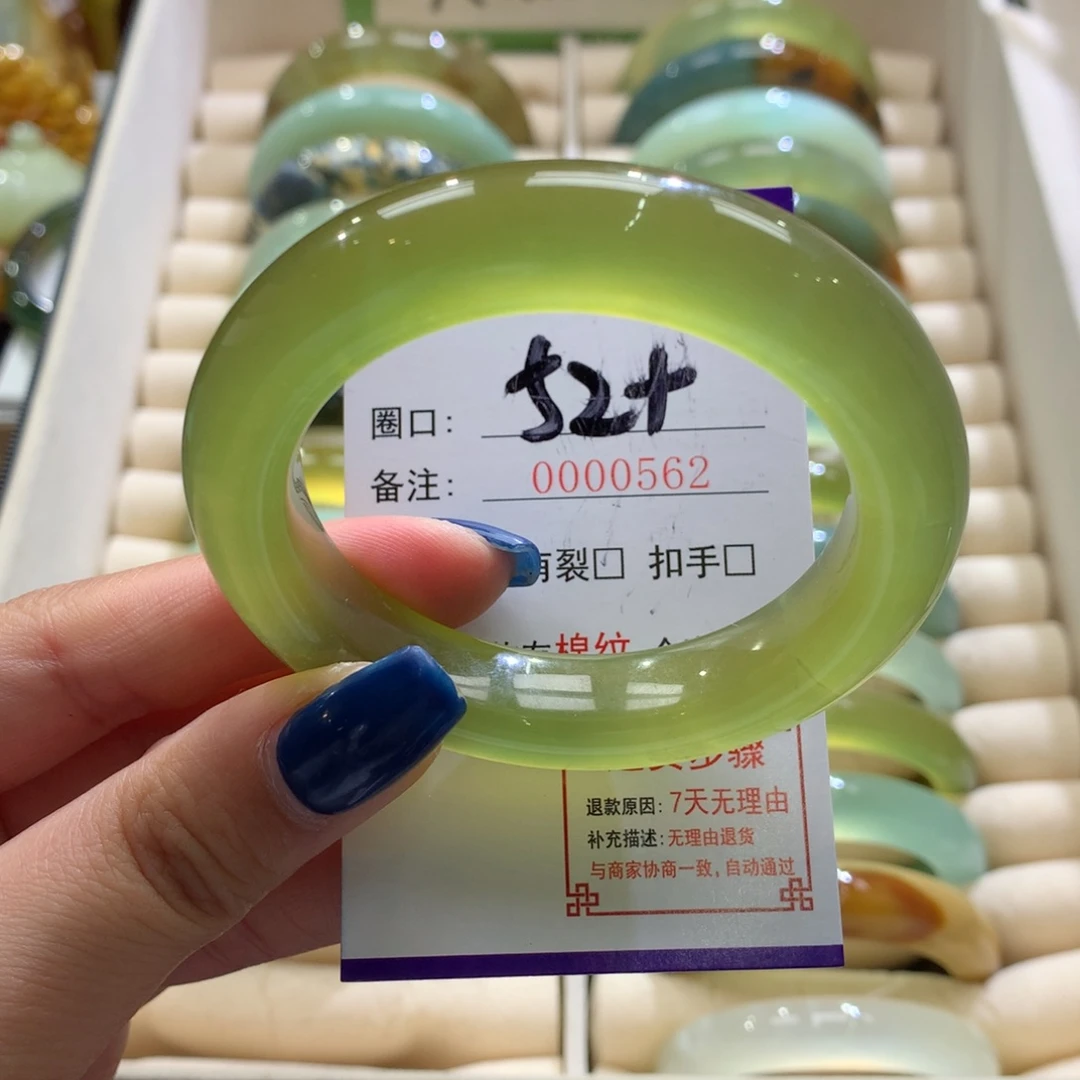 圈口: 52+
备注: 0000562
有裂□ 扣手□
棉纹
步骤
退款原因: 7天无理由
补充描述: 无理由退货
与商家协商一致，自动通过